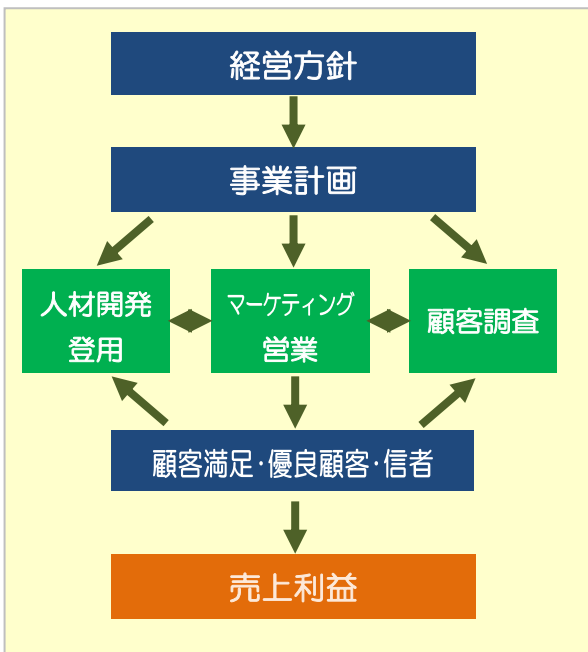 経営方針
事業計画
人材開発
登用
マーケティング
営業
顧客調査
顧客満足・優良顧客・信者
売上利益